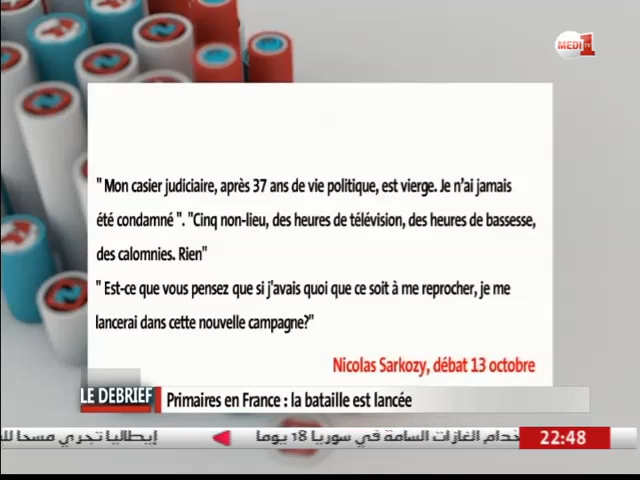 MEDI 1 TV
" Mon casier judiciaire, après 37 ans de vie politique, est vierge. Je n'ai jamais
été condamné ". "Cinq non-lieu, des heures de télévision, des heures de bassesse,
des calomnies. Rien"
" Est-ce que vous pensez que si j'avais quoi que ce soit à me reprocher, je me
lancerai dans cette nouvelle campagne?"
Nicolas Sarkozy, débat 13 octobre
LE DEBRIEF
Primaires en France : la bataille est lancée
خدام الغازات السامة في سوريا 18 يوما
إيطاليا تجري مسحا
22:48